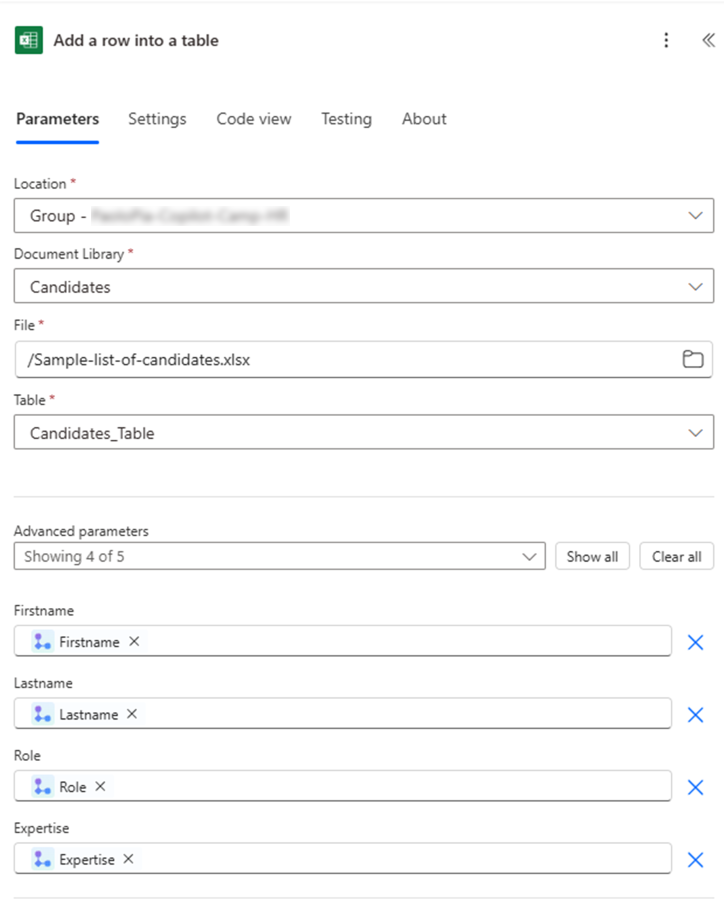 Add a row into a table
Parameters Settings Code view Testing About
Location *
Group -
Document Library *
Candidates
File *
/Sample-list-of-candidates.xlsx
Table *
Candidates_Table
Advanced parameters
Showing 4 of 5 Show all Clear all
Firstname
Firstname
Lastname
Lastname
Role
Role
Expertise
Expertise